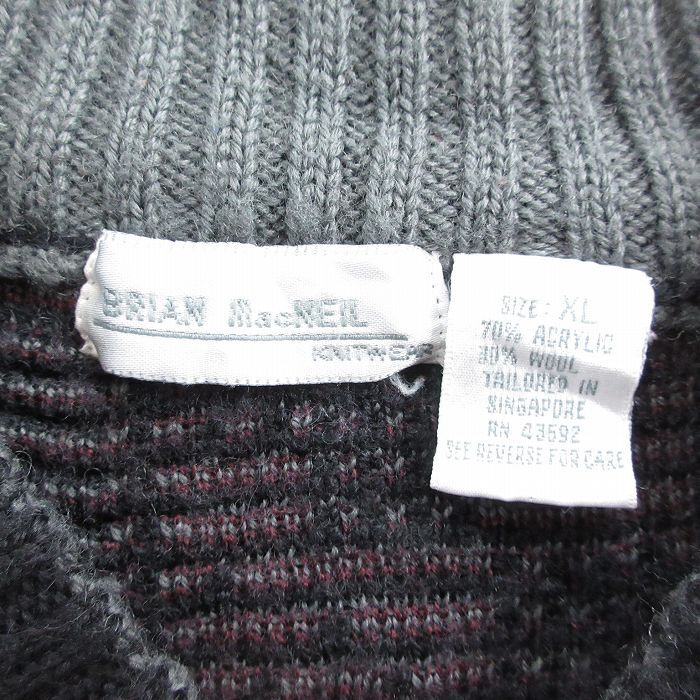 BRIAN MacNEIL
KNITWEAR
SIZE: XL
70% ACRYLIC
30% WOOL
TAILORED IN
SINGAPORE
RN 43592
SEE REVERSE FOR CARE